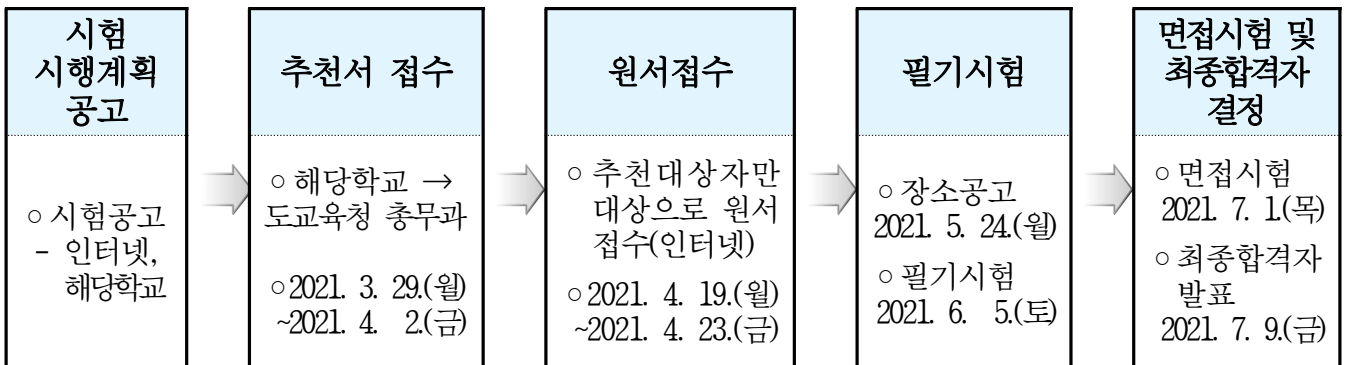 시험
시행계획
공고
○ 시험공고
- 인터넷,
해당학교
추천서 접수
○ 해당학교 →
도교육청 총무과
○ 2021. 3. 29.(월)
~2021. 4. 2.(금)
원서접수
○ 추천대상자만
대상으로 원서
접수(인터넷)
○ 2021. 4. 19.(월)
~2021. 4. 23.(금)
필기시험
○ 장소공고
2021. 5. 24.(월)
○ 필기시험
2021. 6. 5.(토)
면접시험 및
최종합격자
결정
○ 면접시험
2021. 7. 1.(목)
○ 최종합격자
발표
2021. 7. 9.(금)